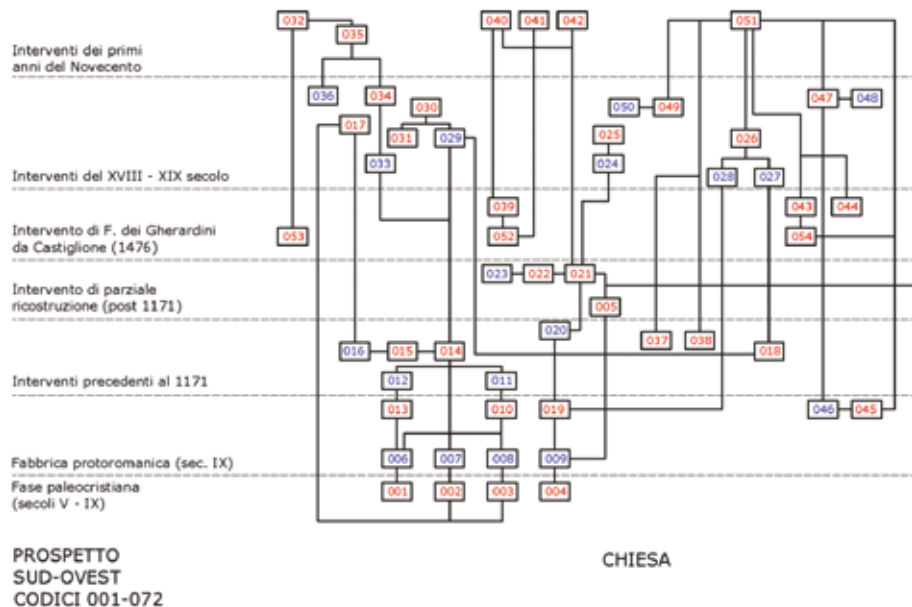 032 040 041 042 051
035
Interventi dei primi
anni del Novecento
036 034 047 048
030 050 049
017 025 026
031 029
033 024
028 027
Interventi del XVIII - XIX secolo
039 043 044
053 052 054
Intervento di F. dei Gherardini
da Castiglione (1476)
023 022 021
Intervento di parziale
ricostruzione (post 1171)
005
020
037 038
016 015 014 018
012 011
Interventi precedenti al 1171
013 010 019 046 045
006 007 008 009
Fabbrica protoromanica (sec. IX)
Fase paleocristiana
(secoli V - IX)
001 002 003 004
PROSPETTO
SUD-OVEST
CODICI 001-072
CHIESA